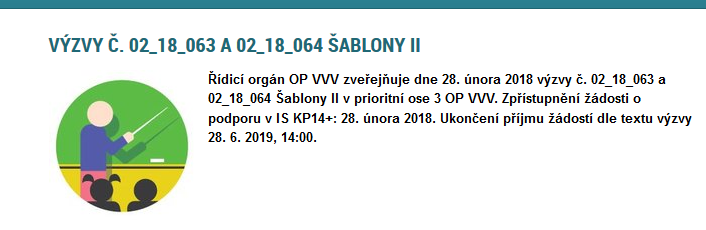 VÝZVY Č. 02_18_063 A 02_18_064 ŠABLONY II
Řídicí orgán OP VVV zveřejňuje dne 28. února 2018 výzvy č. 02_18_063 a
02_18_064 Šablony II v prioritní ose 3 OP VVV. Zpřístupnění žádosti o
podporu v IS KP14+: 28. února 2018. Ukončení příjmu žádostí dle textu výzvy
28. 6. 2019, 14:00.